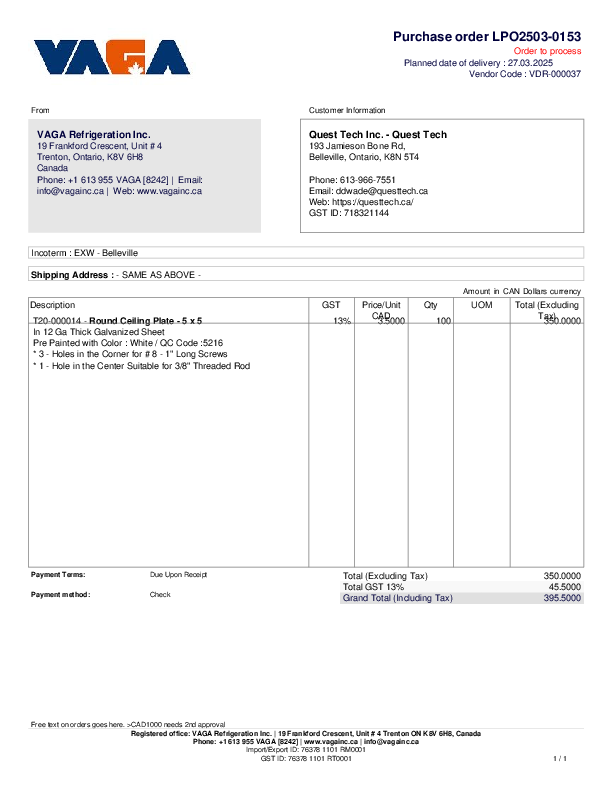 VAGA
Purchase order LPO2503-0153
Order to process
Planned date of delivery : 27.03.2025
Vendor Code : VDR-000037
From
Customer Information
VAGA Refrigeration Inc.
19 Frankford Crescent, Unit # 4
Trenton, Ontario, K8V 6H8
Canada
Phone: +1 613 955 VAGA [8242] | Email:
info@vagainc.ca | Web: www.vagainc.ca
Quest Tech Inc. - Quest Tech
193 Jamieson Bone Rd,
Belleville, Ontario, K8N 5T4
Phone: 613-966-7551
Email: ddwade@questtech.ca
Web: https://questtech.ca/
GST ID: 718321144
Incoterm : EXW - Belleville
Shipping Address : - SAME AS ABOVE -
Amount in CAN Dollars currency
Description GST Price/Unit CAD Qty UOM Total (Excluding Tax)
T20-000014 - Round Ceiling Plate - 5 x 5 13% 3.5000 100 350.0000
In 12 Ga Thick Galvanized Sheet
Pre Painted with Color : White / QC Code :5216
* 3 - Holes in the Corner for # 8 - 1" Long Screws
* 1 - Hole in the Center Suitable for 3/8" Threaded Rod
Payment Terms: Due Upon Receipt
Payment method: Check
Total (Excluding Tax) 350.0000
Total GST 13% 45.5000
Grand Total (Including Tax) 395.5000
Free text on orders goes here. >CAD1000 needs 2nd approval
Registered office: VAGA Refrigeration Inc. | 19 Frankford Crescent, Unit # 4 Trenton ON K8V 6H8, Canada
Phone: +1 613 955 VAGA [8242] | www.vagainc.ca | info@vagainc.ca
Import/Export ID: 76378 1101 RM0001
GST ID: 76378 1101 RT0001
1 / 1